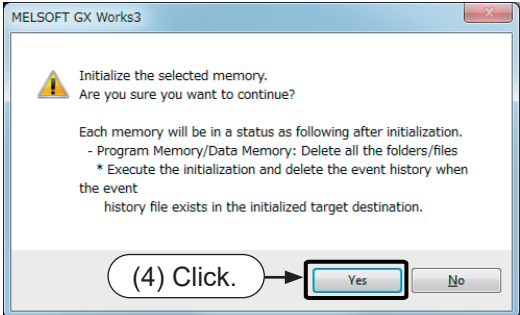 MELSOFT GX Works3
Initialize the selected memory.
Are you sure you want to continue?
Each memory will be in a status as following after initialization.
- Program Memory/Data Memory: Delete all the folders/files
* Execute the initialization and delete the event history when
the event
history file exists in the initialized target destination.
(4) Click.
Yes
No